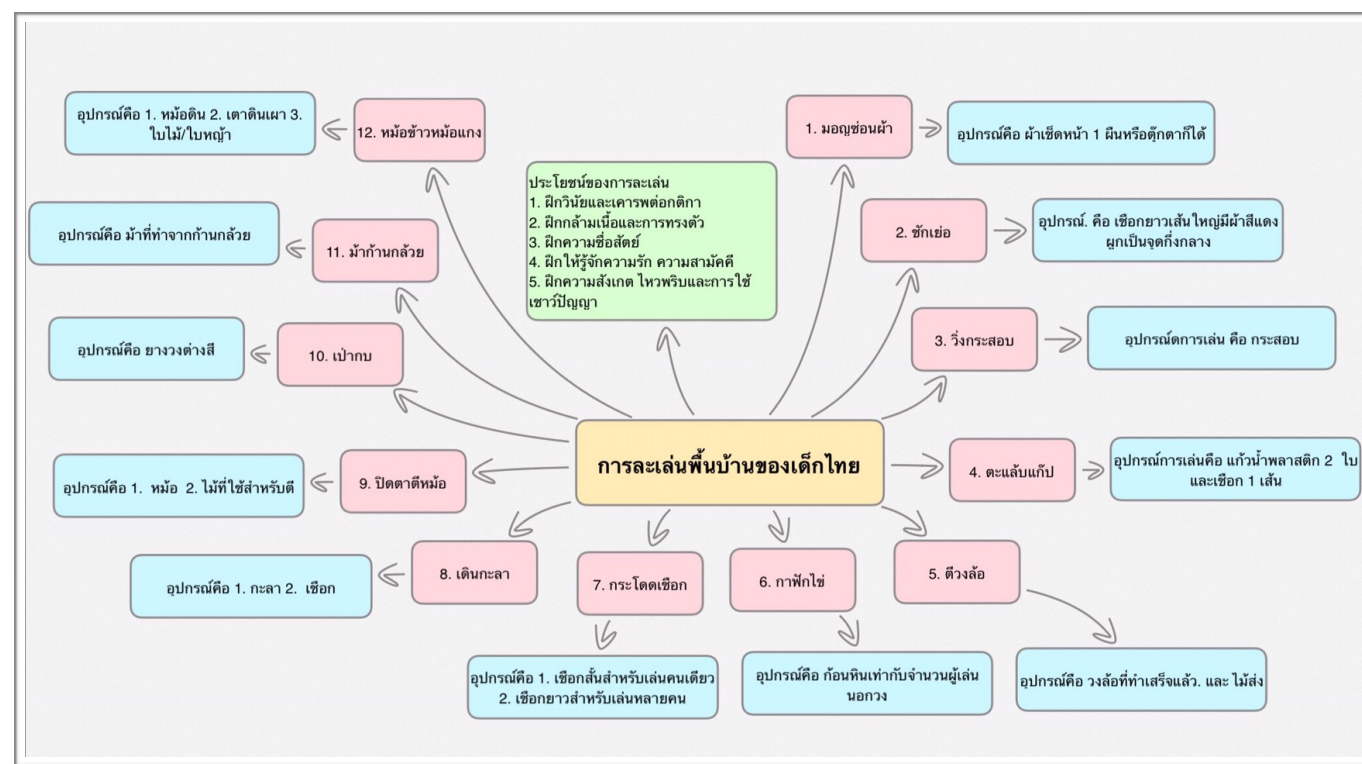 การละเล่นพื้นบ้านของเด็กไทย
ประโยชน์ของการละเล่น
1. ฝึกวินัยและเคารพต่อกติกา
2. ฝึกกล้ามเนื้อและการทรงตัว
3. ฝึกความซื่อสัตย์
4. ฝึกให้รู้จักความรัก ความสามัคคี
5. ฝึกความสังเกต ไหวพริบและการใช้
เชาว์ปัญญา
1. มอญซ่อนผ้า
อุปกรณ์คือ ผ้าเช็ดหน้า 1 ผืนหรือตุ๊กตาก็ได้
2. ชักเย่อ
อุปกรณ์. คือ เชือกยาวเส้นใหญ่มีผ้าสีแดง
ผูกเป็นจุดกึ่งกลาง
3. วิ่งกระสอบ
อุปกรณ์ดการเล่น คือ กระสอบ
4. ตะแล้บแก๊ป
อุปกรณ์การเล่นคือ แก้วน้ำพลาสติก 2 ใบ
และเชือก 1 เส้น
5. ตีวงล้อ
อุปกรณ์คือ วงล้อที่ทำเสร็จแล้ว. และ ไม้ส่ง
6. กาฟักไข่
อุปกรณ์คือ ก้อนหินเท่ากับจำนวนผู้เล่น
นอกวง
7. กระโดดเชือก
อุปกรณ์คือ 1. เชือกสั้นสำหรับเล่นคนเดียว
2. เชือกยาวสำหรับเล่นหลายคน
8. เดินกะลา
อุปกรณ์คือ 1. กะลา 2. เชือก
9. ปิดตาตีหม้อ
อุปกรณ์คือ 1. หม้อ 2. ไม้ที่ใช้สำหรับตี
10. เป่ากบ
อุปกรณ์คือ ยางวงต่างสี
11. ม้าก้านกล้วย
อุปกรณ์คือ ม้าที่ทำจากก้านกล้วย
12. หม้อข้าวหม้อแกง
อุปกรณ์คือ 1. หม้อดิน 2. เตาดินเผา 3.
ใบไม้/ใบหญ้า